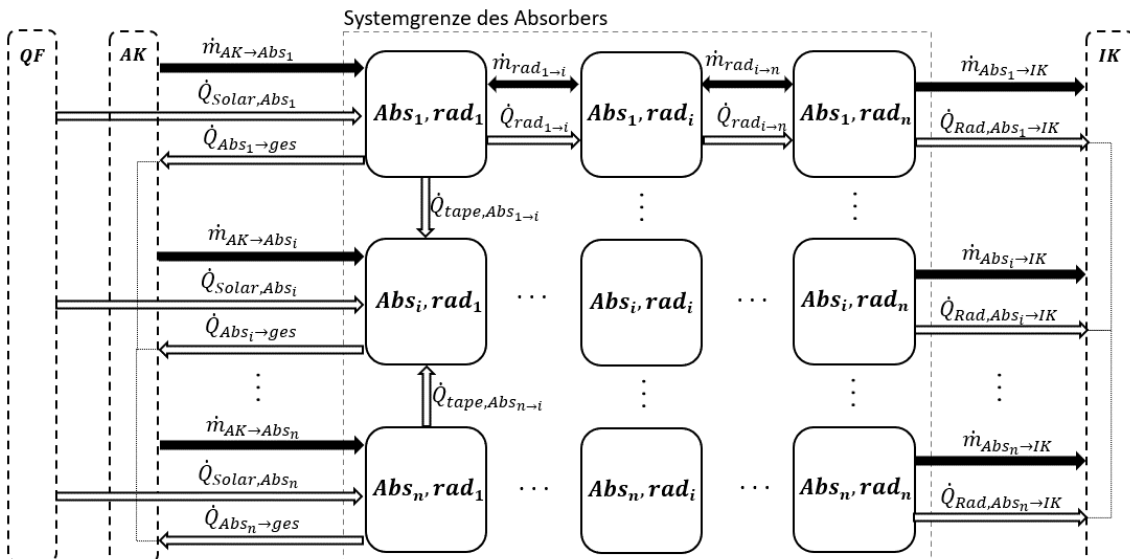 Systemgrenze des Absorbers
QF
AK
IK
ṁ_{AK→Abs_1}
Q̇_{Solar,Abs_1}
Q̇_{Abs_1→ges}
Abs_1, rad_1
ṁ_{rad_{1→i}}
Q̇_{rad_{1→i}}
Abs_1, rad_i
ṁ_{rad_{i→n}}
Q̇_{rad_{i→n}}
Abs_1, rad_n
ṁ_{Abs_1→IK}
Q̇_{Rad,Abs_1→IK}
Q̇_{tape,Abs_{1→i}}
ṁ_{AK→Abs_i}
Q̇_{Solar,Abs_i}
Q̇_{Abs_i→ges}
Abs_i, rad_1
...
Abs_i, rad_i
...
Abs_i, rad_n
ṁ_{Abs_i→IK}
Q̇_{Rad,Abs_i→IK}
Q̇_{tape,Abs_{n→i}}
ṁ_{AK→Abs_n}
Q̇_{Solar,Abs_n}
Q̇_{Abs_n→ges}
Abs_n, rad_1
...
Abs_n, rad_i
...
Abs_n, rad_n
ṁ_{Abs_n→IK}
Q̇_{Rad,Abs_n→IK}